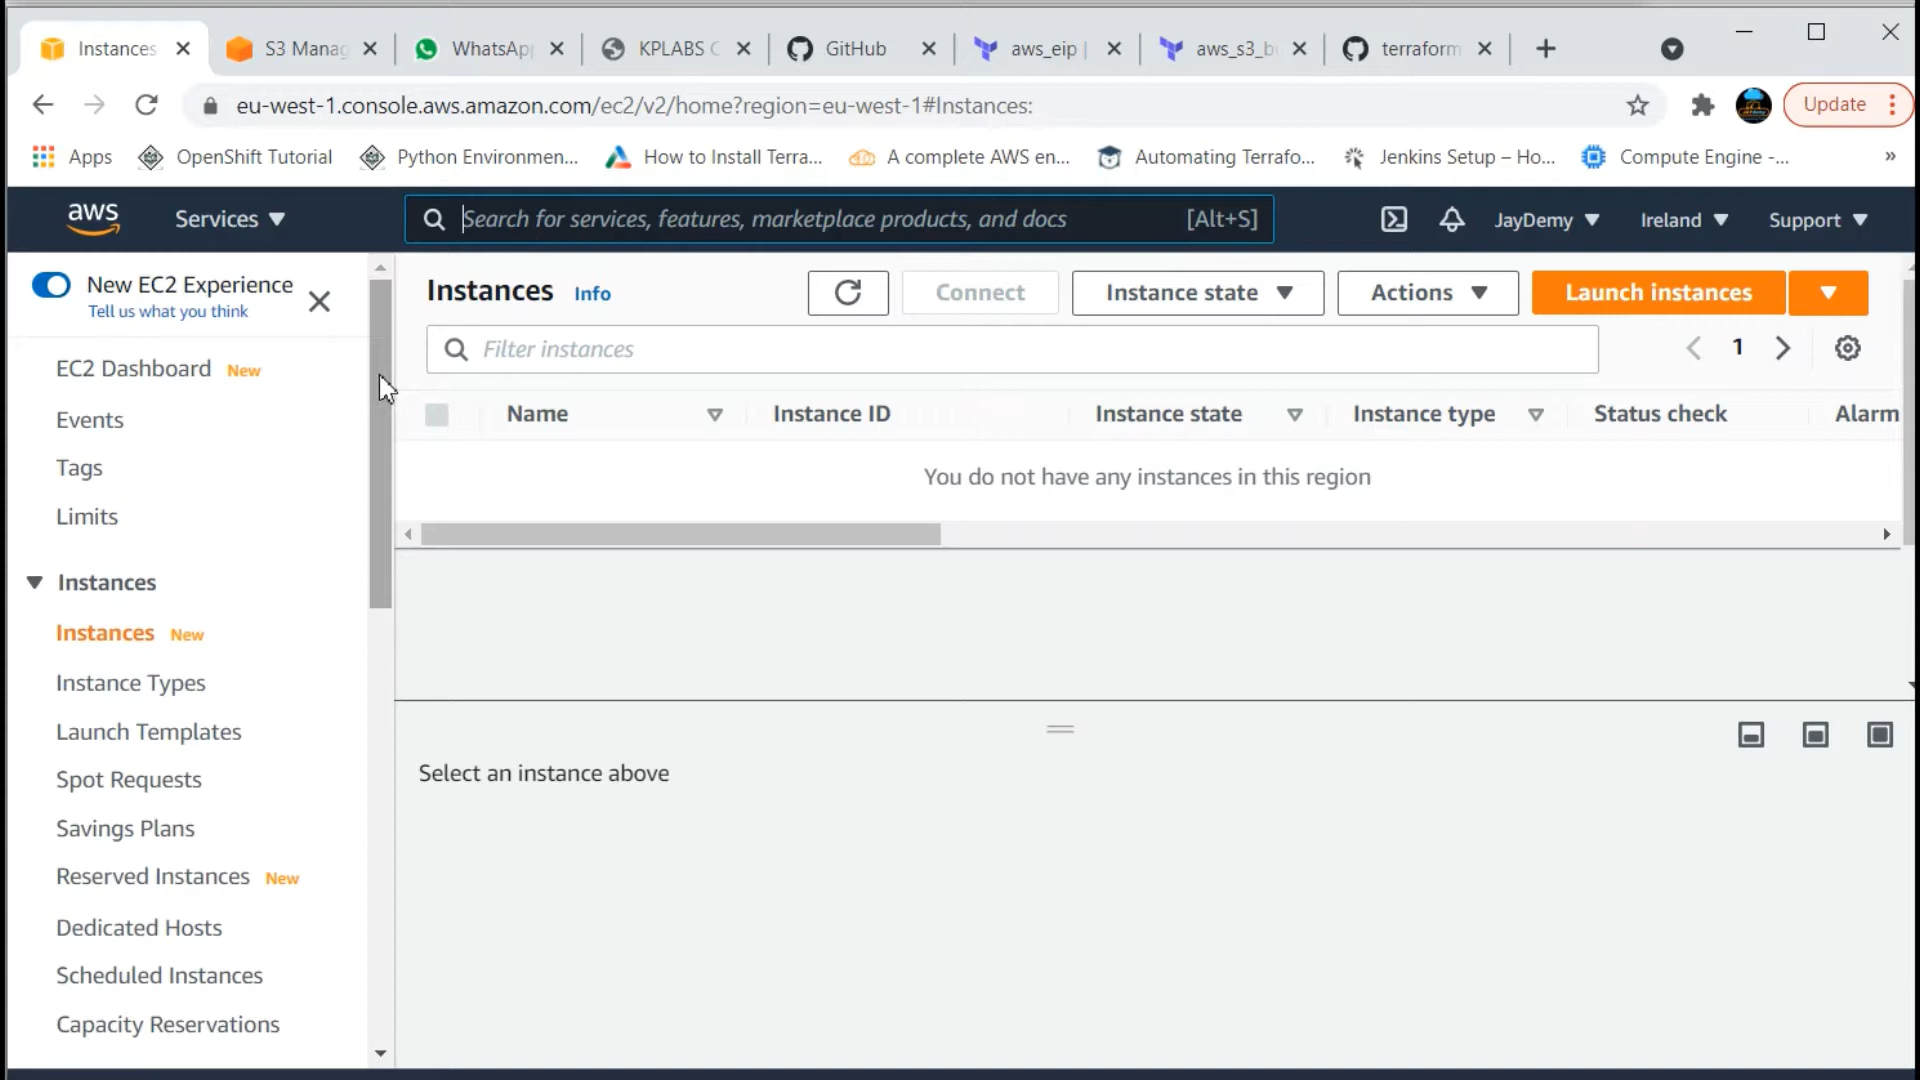 Instances
S3 Manag
WhatsApp
KPLABS C
GitHub
aws_eip |
aws_s3_b
terraform
eu-west-1.console.aws.amazon.com/ec2/v2/home?region=eu-west-1#Instances:
Update
Apps
OpenShift Tutorial
Python Environmen...
How to Install Terra...
A complete AWS en...
Automating Terrafo...
Jenkins Setup – Ho...
Compute Engine -...
»
aws
Services
Search for services, features, marketplace products, and docs
[Alt+S]
JayDemy
Ireland
Support
New EC2 Experience
Tell us what you think
Instances Info
Connect
Instance state
Actions
Launch instances
Filter instances
1
EC2 Dashboard New
Events
Tags
Limits
Instances
Instances New
Instance Types
Launch Templates
Spot Requests
Savings Plans
Reserved Instances New
Dedicated Hosts
Scheduled Instances
Capacity Reservations
Name
Instance ID
Instance state
Instance type
Status check
Alarm
You do not have any instances in this region
Select an instance above